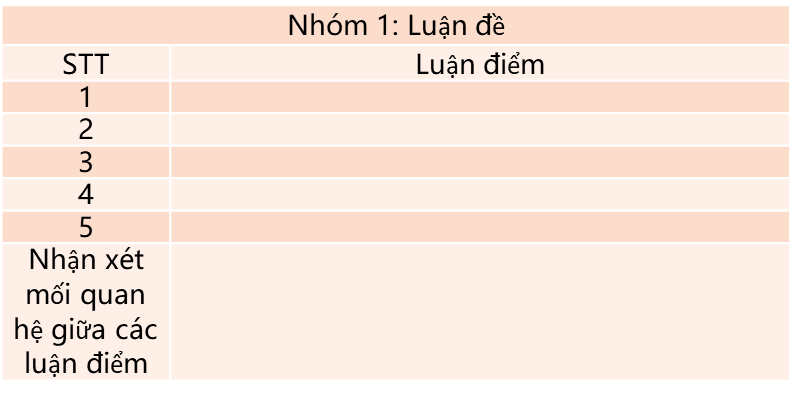 Nhóm 1: Luận đề
STT
Luận điểm
1
2
3
4
5
Nhận xét
mối quan
hệ giữa các
luận điểm